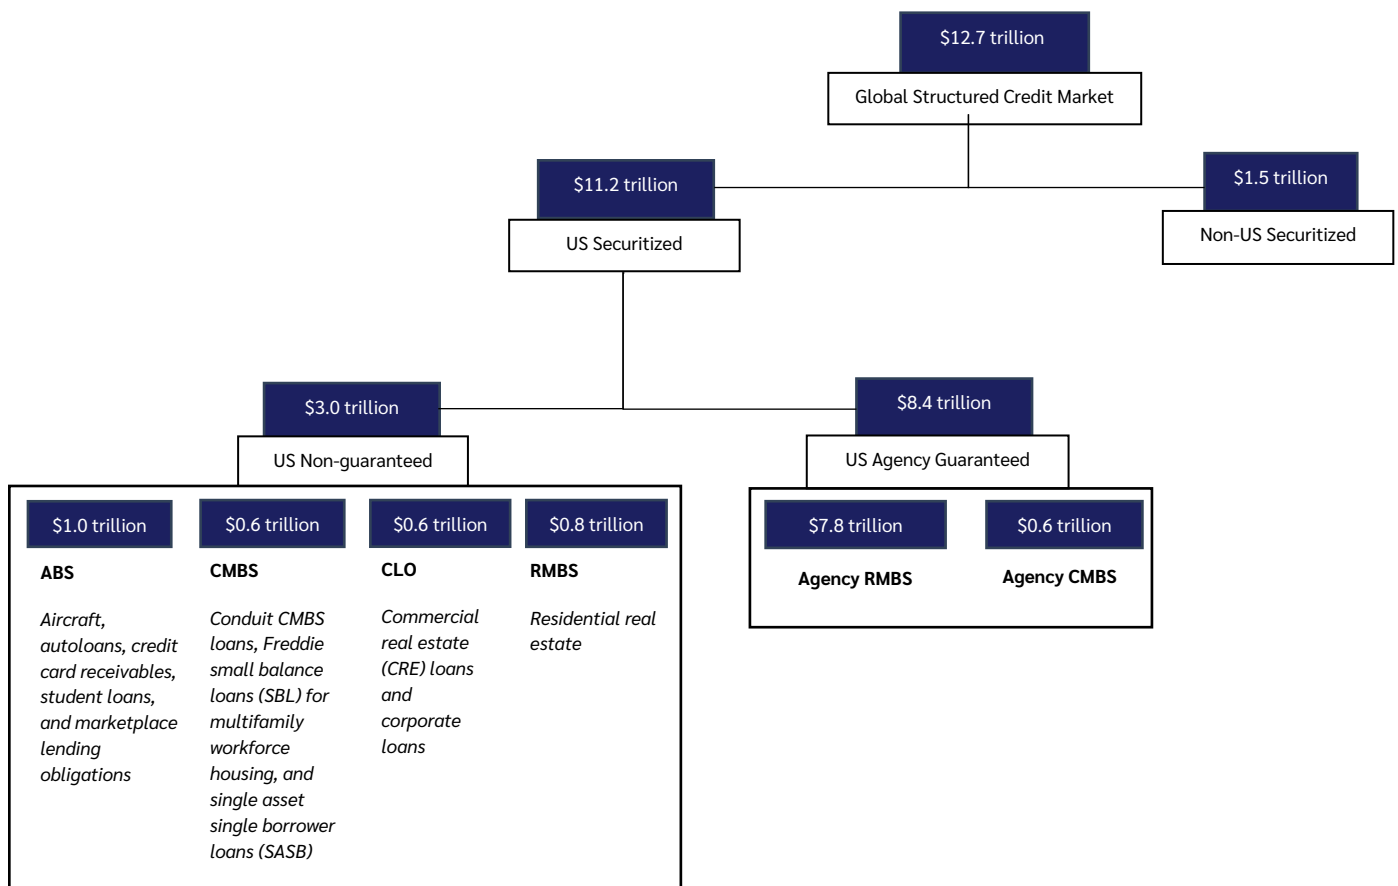 $12.7 trillion
Global Structured Credit Market
$11.2 trillion
US Securitized
$1.5 trillion
Non-US Securitized
$3.0 trillion
US Non-guaranteed
$8.4 trillion
US Agency Guaranteed
$1.0 trillion
ABS
Aircraft,
autoloans, credit
card receivables,
student loans,
and marketplace
lending
obligations
$0.6 trillion
CMBS
Conduit CMBS
loans, Freddie
small balance
loans (SBL) for
multifamily
workforce
housing, and
single asset
single borrower
loans (SASB)
$0.6 trillion
CLO
Commercial
real estate
(CRE) loans
and
corporate
loans
$0.8 trillion
RMBS
Residential real
estate
$7.8 trillion
Agency RMBS
$0.6 trillion
Agency CMBS